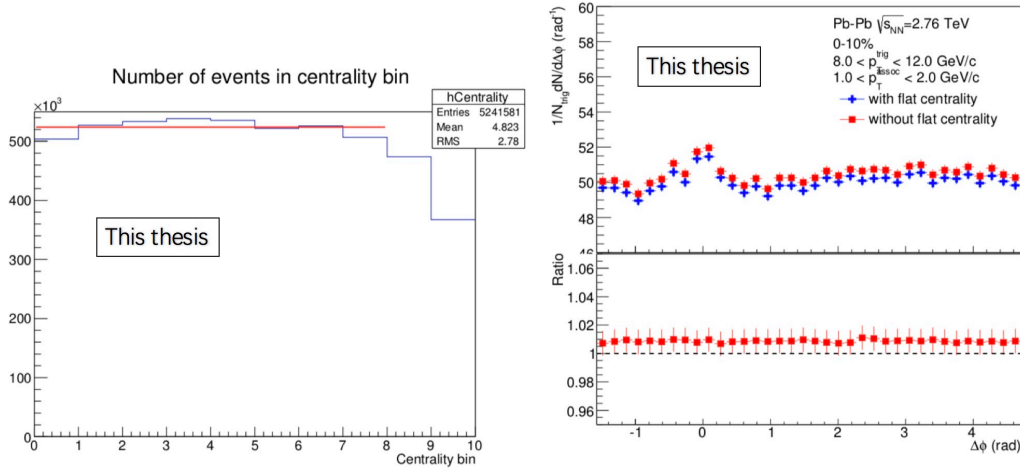 Number of events in centrality bin
×10³
hCentrality
Entries 5241581
Mean 4.823
RMS 2.78
500
400
300
200
100
0
This thesis
0 1 2 3 4 5 6 7 8 9 10
Centrality bin
1/N_trig dN/dΔϕ (rad⁻¹)
60
58
56
54
52
50
48
46
This thesis
Pb-Pb √s_NN=2.76 TeV
0-10%
8.0 < p_T^trig < 12.0 GeV/c
1.0 < p_T^assoc < 2.0 GeV/c
with flat centrality
without flat centrality
Ratio
1.06
1.04
1.02
1
0.98
0.96
-1 0 1 2 3 4
Δϕ (rad)